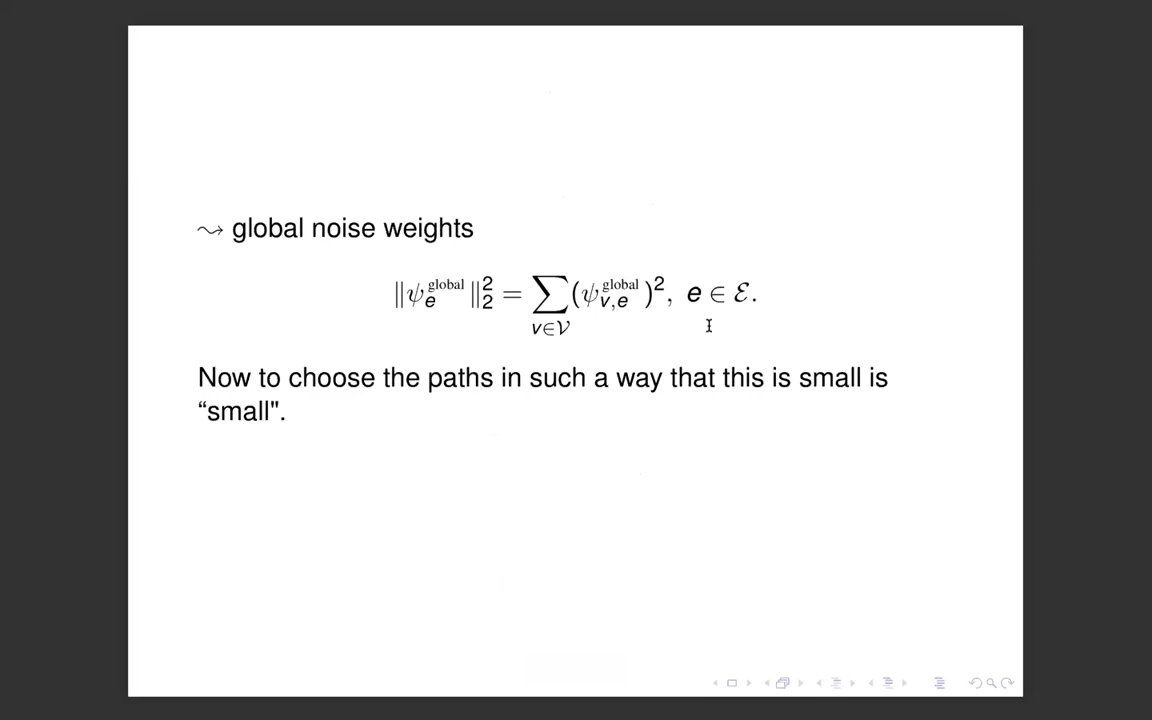 ⇝ global noise weights
‖ψ_e^global‖_2^2 = ∑_{v∈𝒱} (ψ_{v,e}^global)^2, e ∈ ℰ.
Now to choose the paths in such a way that this is small is
“small".